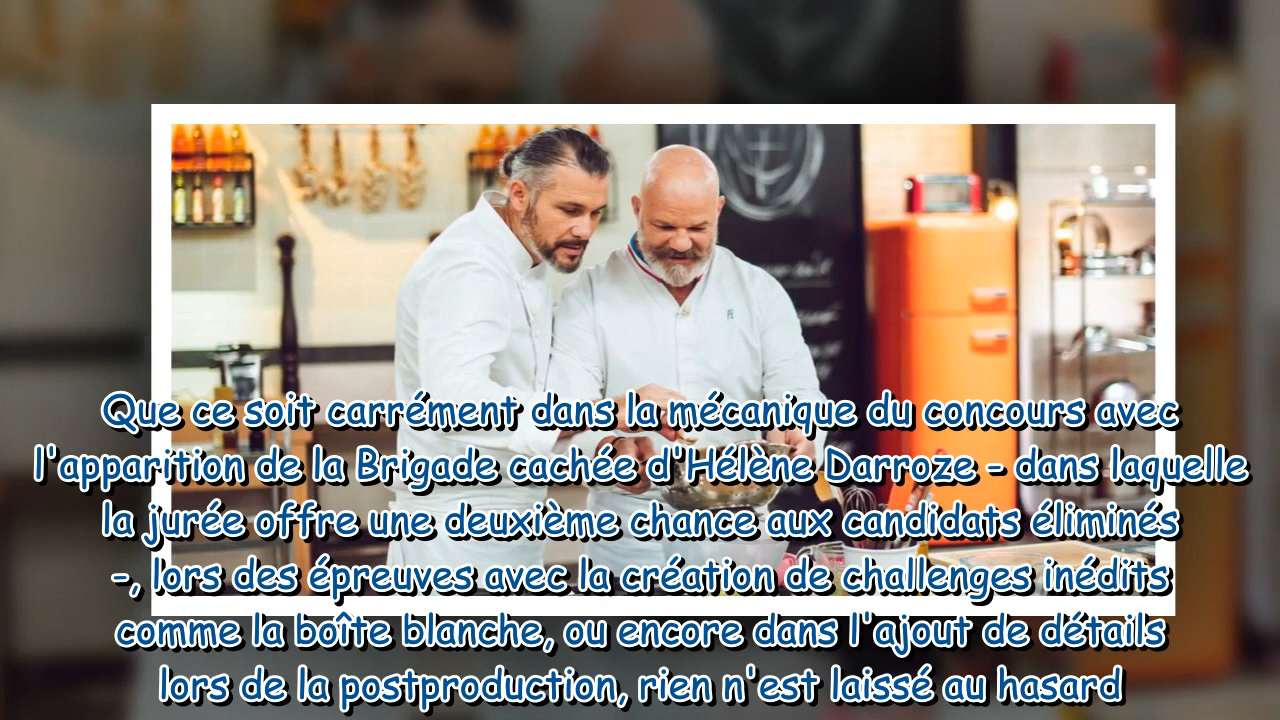 Que ce soit carrément dans la mécanique du concours avec
l'apparition de la Brigade cachée d'Hélène Darroze - dans laquelle
la jurée offre une deuxième chance aux candidats éliminés
-, lors des épreuves avec la création de challenges inédits
comme la boîte blanche, ou encore dans l'ajout de détails
lors de la postproduction, rien n'est laissé au hasard